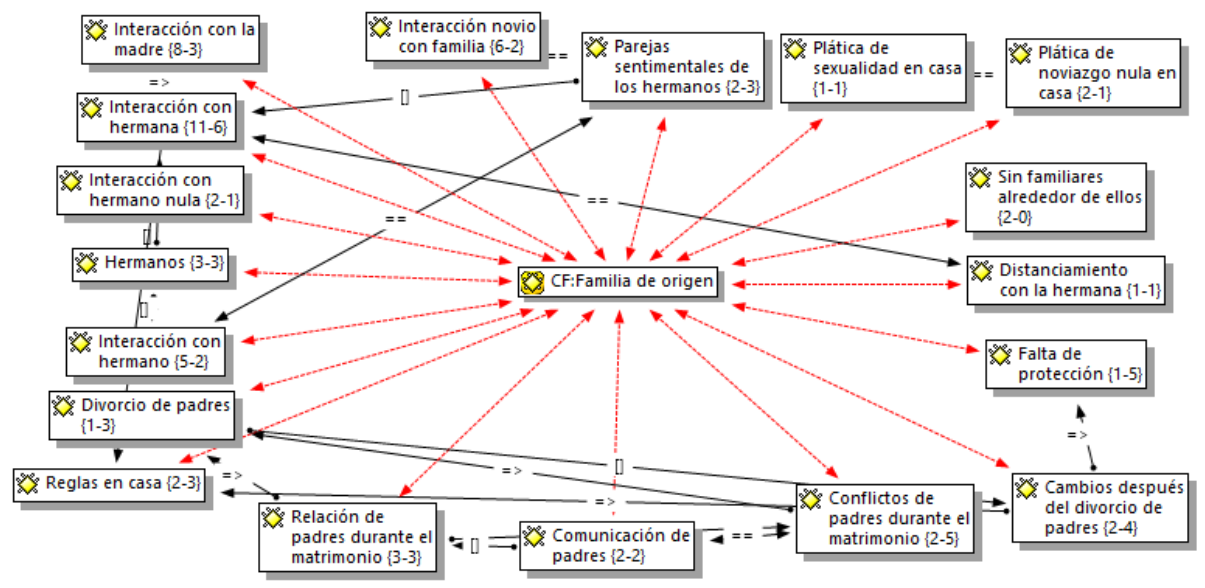 Interacción con la
madre {8-3}
Interacción novio
con familia {6-2}
==
Parejas
sentimentales de
los hermanos {2-3}
Plática de
sexualidad en casa
{1-1}
==
Plática de
noviazgo nula en
casa {2-1}
=>
Interacción con
hermana {11-6}
[]
Interacción con
hermano nula {2-1}
==
==
Sin familiares
alrededor de ellos
{2-0}
[]
Hermanos {3-3}
CF:Familia de origen
Distanciamiento
con la hermana {1-1}
[]
Interacción con
hermano {5-2}
Falta de
protección {1-5}
Divorcio de padres
{1-3}
=>
Reglas en casa {2-3}
=>
=>
[]
=>
Relación de
padres durante el
matrimonio {3-3}
[]
Comunicación de
padres {2-2}
==
Conflictos de
padres durante el
matrimonio {2-5}
Cambios después
del divorcio de
padres {2-4}